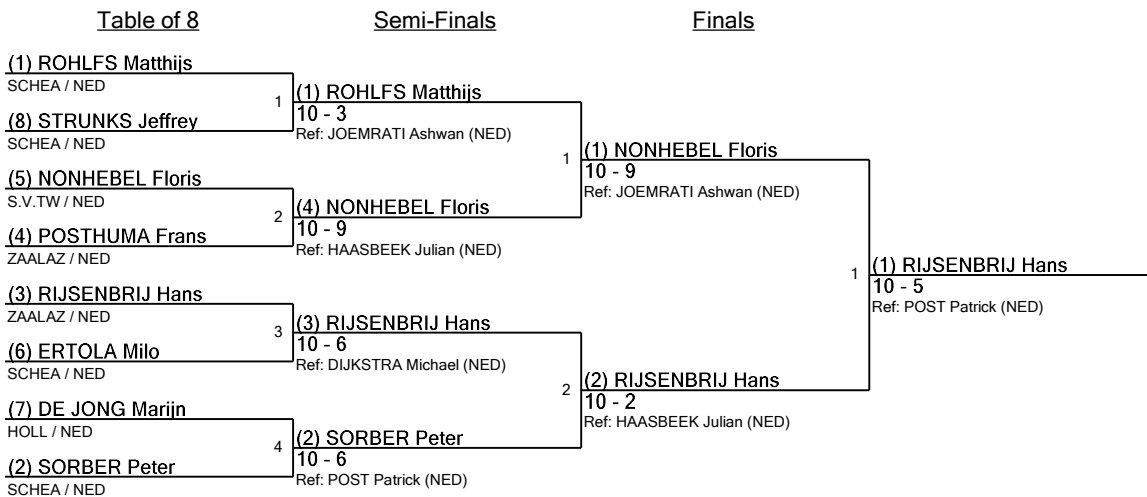 Table of 8
Semi-Finals
Finals
(1) ROHLFS Matthijs
SCHEA / NED
1
(8) STRUNKS Jeffrey
SCHEA / NED
(5) NONHEBEL Floris
S.V.TW / NED
2
(4) POSTHUMA Frans
ZAALAZ / NED
(3) RIJSENBRIJ Hans
ZAALAZ / NED
3
(6) ERTOLA Milo
SCHEA / NED
(7) DE JONG Marijn
HOLL / NED
4
(2) SORBER Peter
SCHEA / NED
(1) ROHLFS Matthijs
10 - 3
Ref: JOEMRATI Ashwan (NED)
1
(4) NONHEBEL Floris
10 - 9
Ref: HAASBEEK Julian (NED)
(3) RIJSENBRIJ Hans
10 - 6
Ref: DIJKSTRA Michael (NED)
2
(2) SORBER Peter
10 - 6
Ref: POST Patrick (NED)
(1) NONHEBEL Floris
10 - 9
Ref: JOEMRATI Ashwan (NED)
1
(2) RIJSENBRIJ Hans
10 - 2
Ref: HAASBEEK Julian (NED)
(1) RIJSENBRIJ Hans
10 - 5
Ref: POST Patrick (NED)